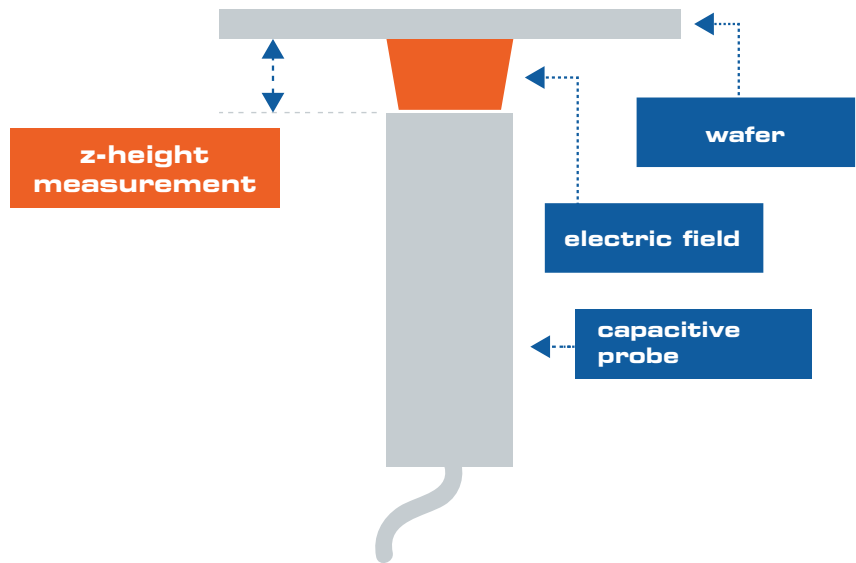 wafer
z-height
measurement
electric field
capacitive
probe